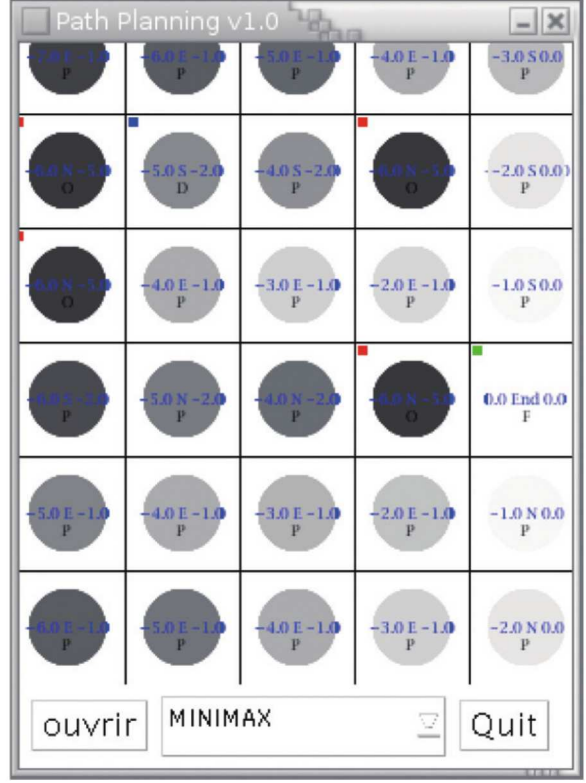 Path Planning v1.0
-6.0 E -1.0 -5.0 E -1.0 -4.0 E -1.0 -3.0 S 0.0
P P P P P
-5.0 S -2.0 -4.0 S -2.0 -2.0 S 0.0
O D P O P
-4.0 E -1.0 -3.0 E -1.0 -2.0 E -1.0 -1.0 S 0.0
O P P P P
-5.0 N -2.0 -4.0 N -2.0 0.0 End 0.0
P P P O F
-5.0 E -1.0 -4.0 E -1.0 -3.0 E -1.0 -2.0 E -1.0 -1.0 N 0.0
P P P P P
-6.0 E -1.0 -5.0 E -1.0 -4.0 E -1.0 -3.0 E -1.0 -2.0 N 0.0
P P P P P
ouvrir MINIMAX Quit